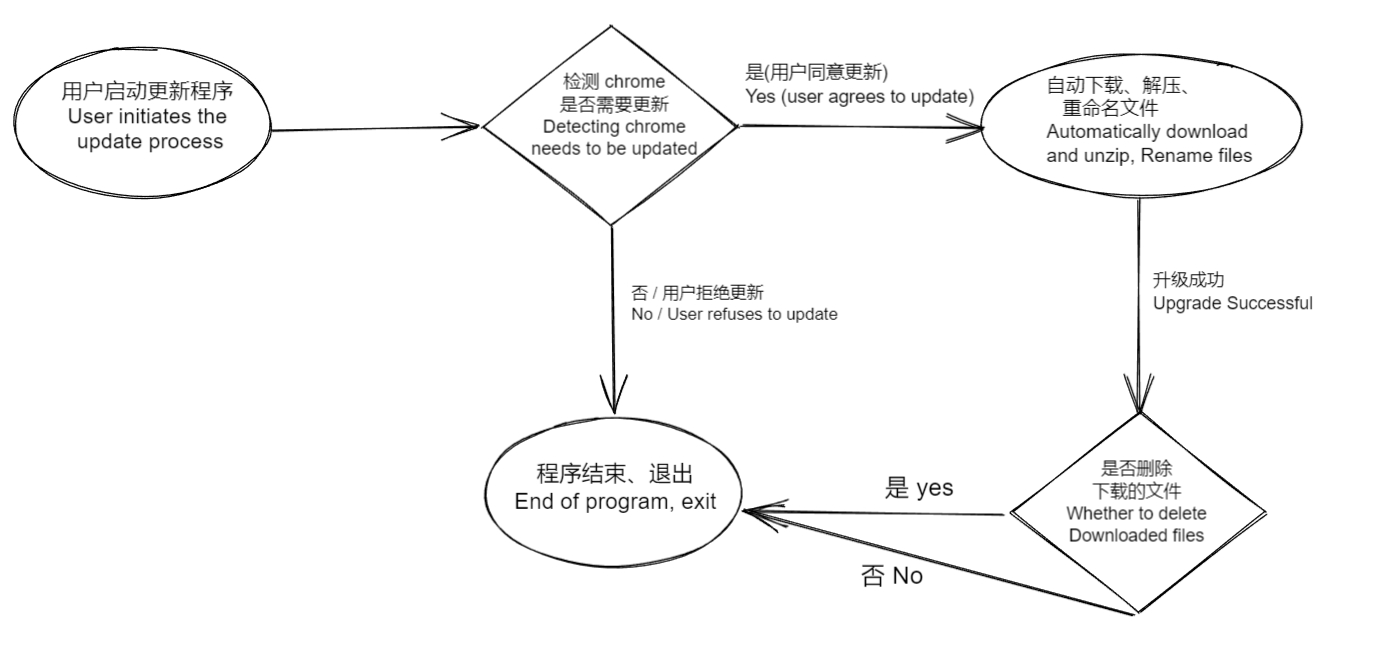 用户启动更新程序
User initiates the
update process
检测 chrome
是否需要更新
Detecting chrome
needs to be updated
是(用户同意更新)
Yes (user agrees to update)
自动下载、解压、
重命名文件
Automatically download
and unzip, Rename files
否 / 用户拒绝更新
No / User refuses to update
升级成功
Upgrade Successful
程序结束、退出
End of program, exit
是 yes
否 No
是否删除
下载的文件
Whether to delete
Downloaded files